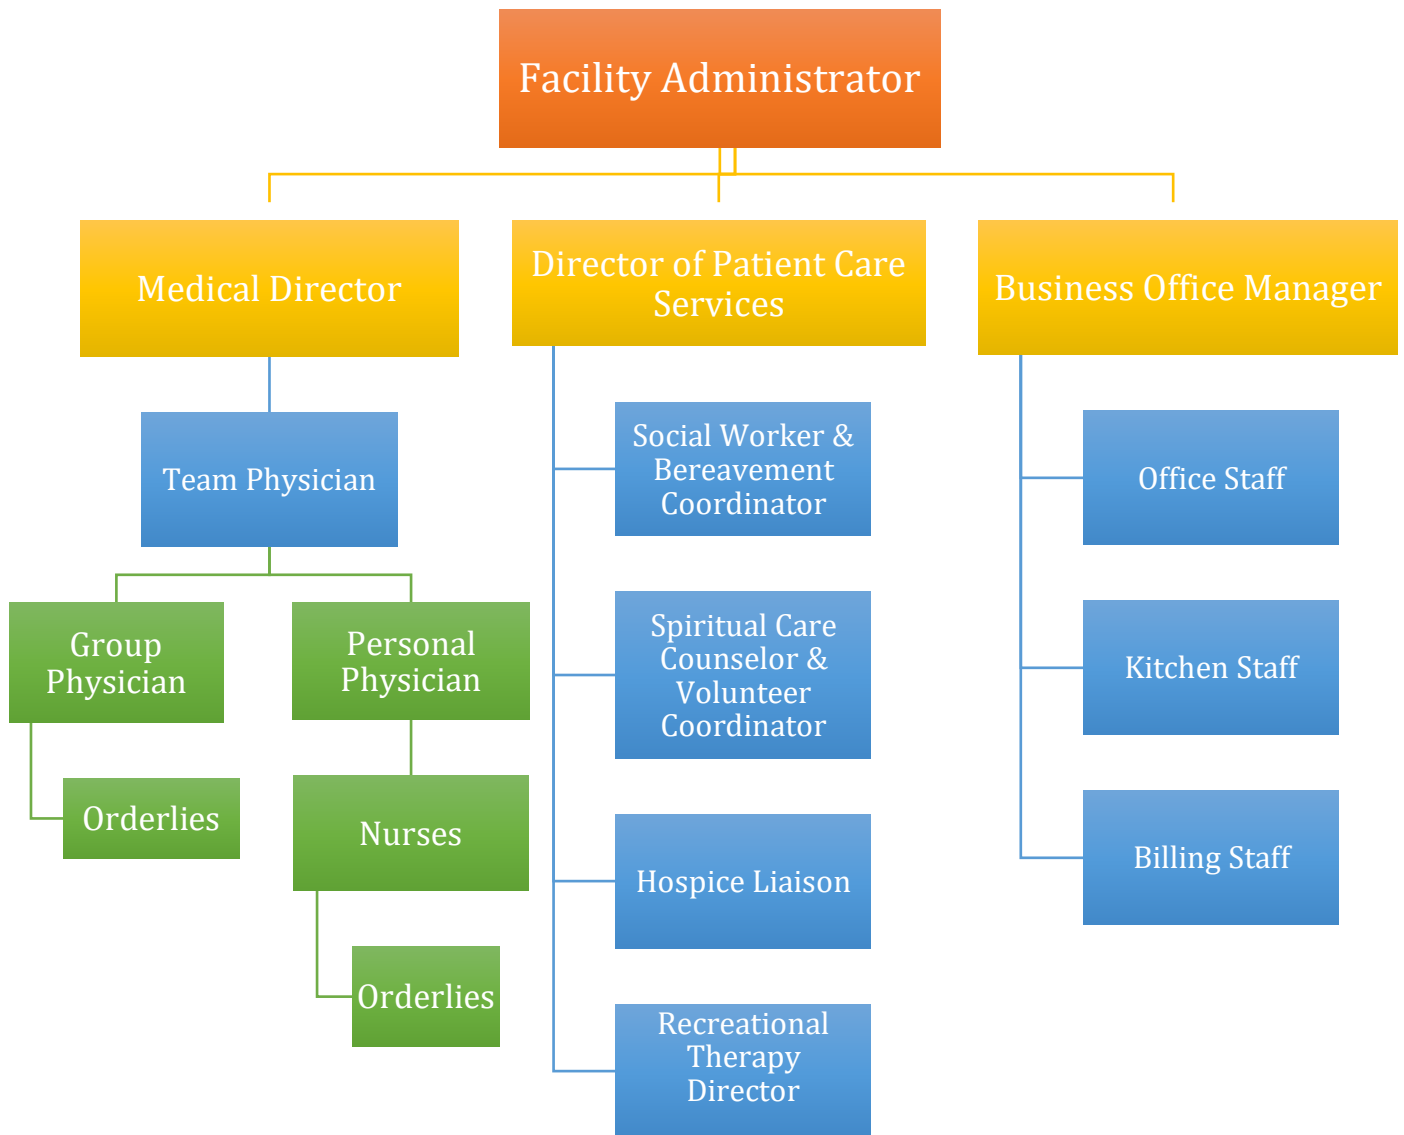 Facility Administrator
Medical Director
Director of Patient Care
Services
Business Office Manager
Team Physician
Group
Physician
Personal
Physician
Orderlies
Nurses
Orderlies
Social Worker &
Bereavement
Coordinator
Spiritual Care
Counselor &
Volunteer
Coordinator
Hospice Liaison
Recreational
Therapy
Director
Office Staff
Kitchen Staff
Billing Staff